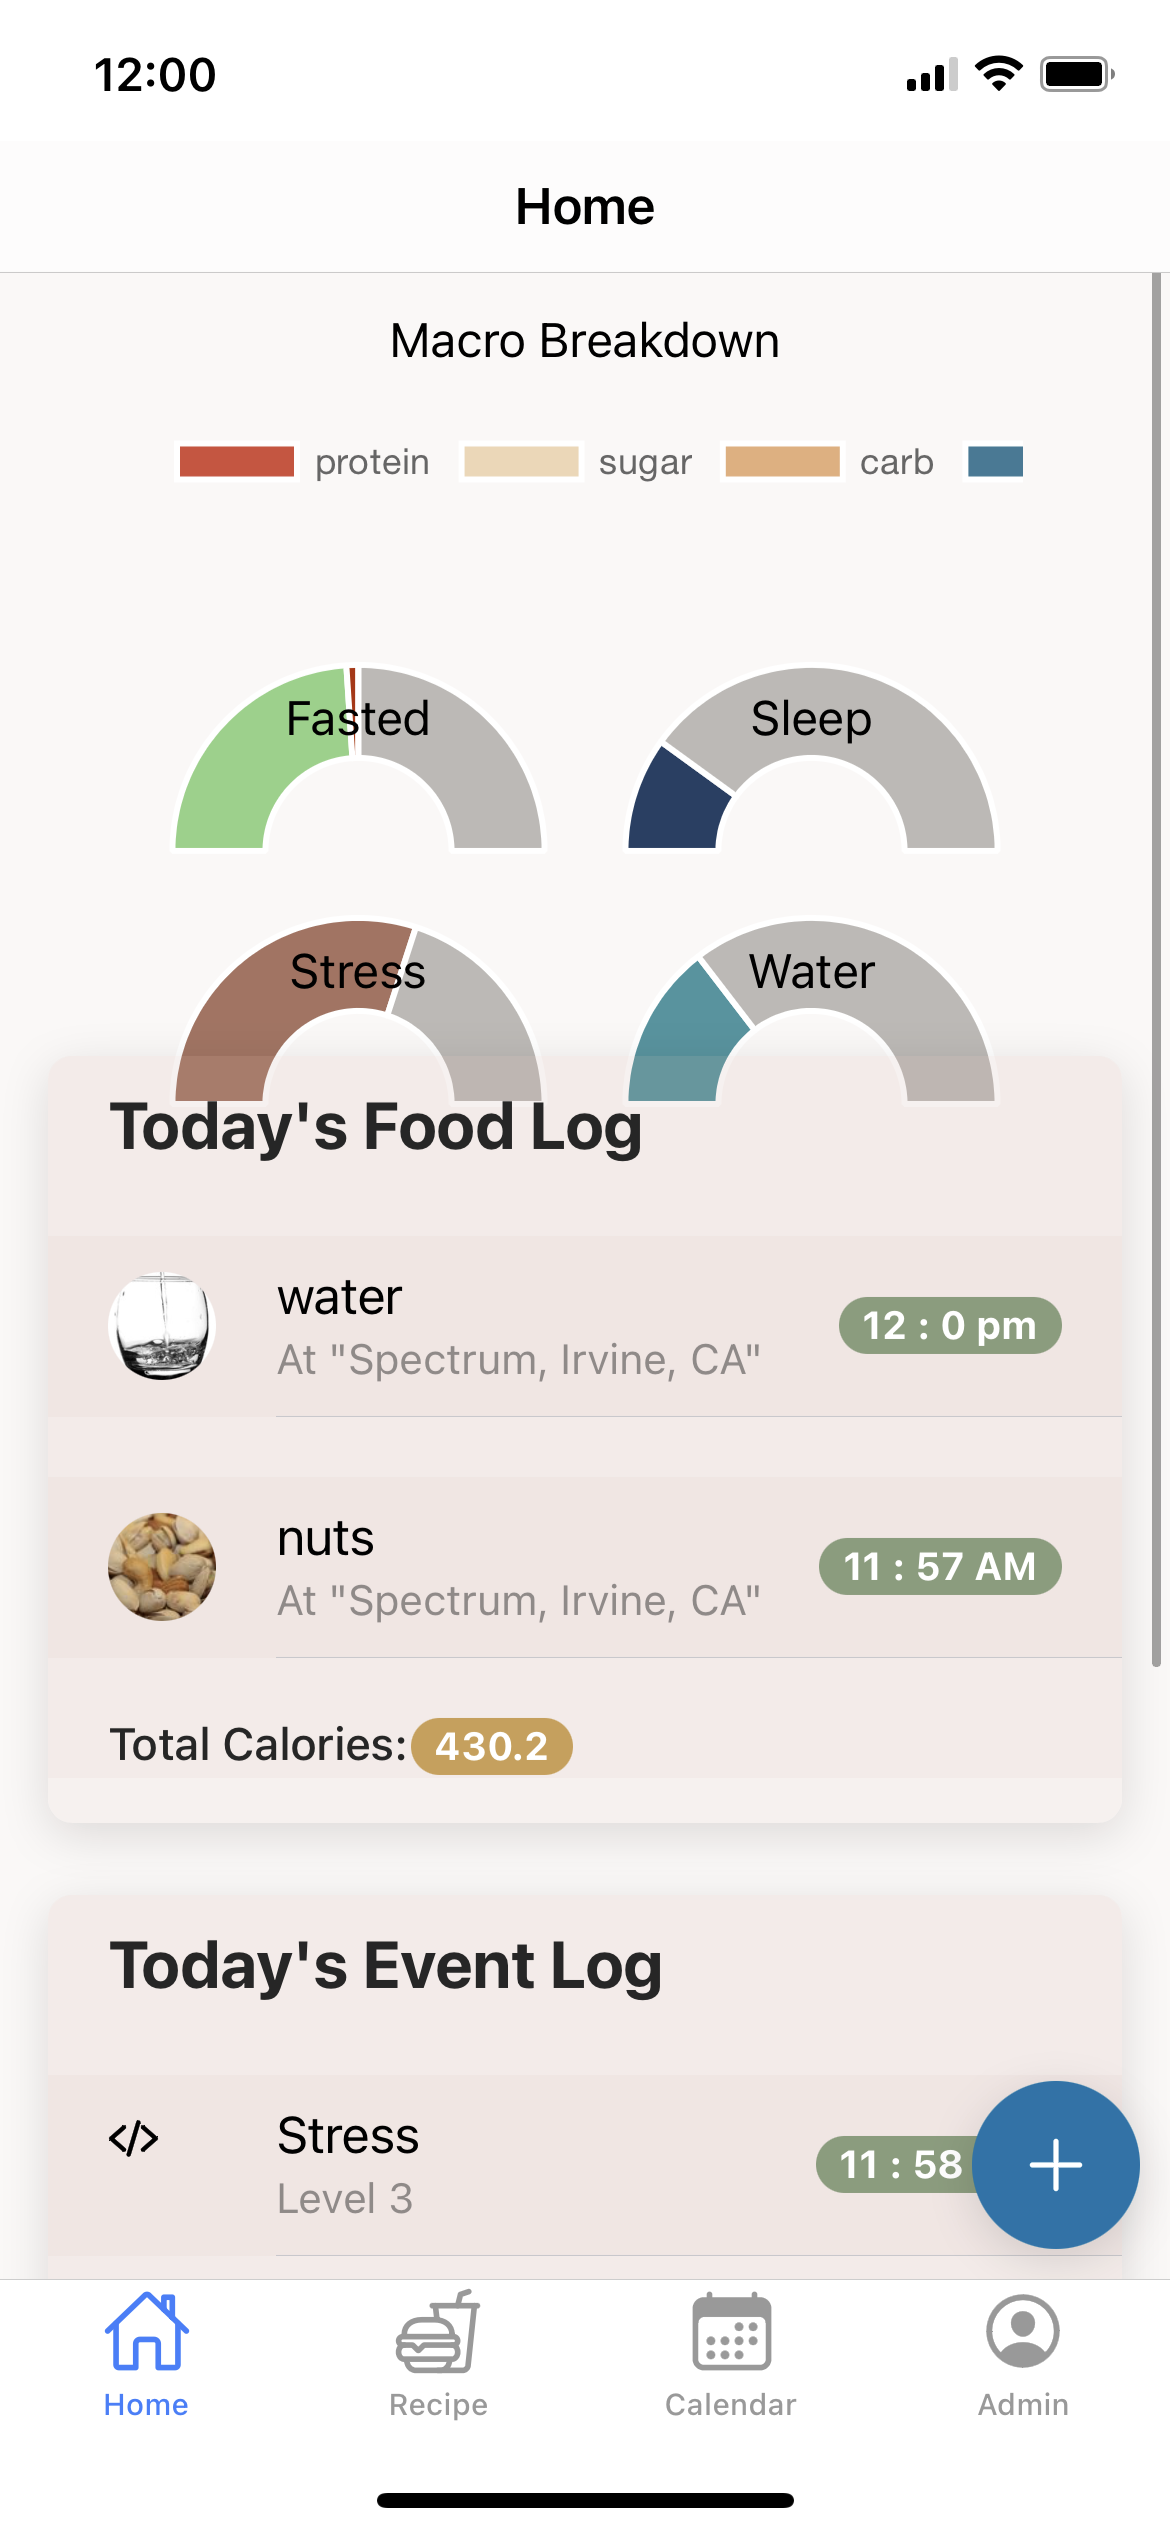 12:00
Home
Macro Breakdown
protein sugar carb
Fasted Sleep
Stress Water
Today's Food Log
water
At "Spectrum, Irvine, CA"
12 : 0 pm
nuts
At "Spectrum, Irvine, CA"
11 : 57 AM
Total Calories: 430.2
Today's Event Log
</> Stress
Level 3
11 : 58
Home Recipe Calendar Admin